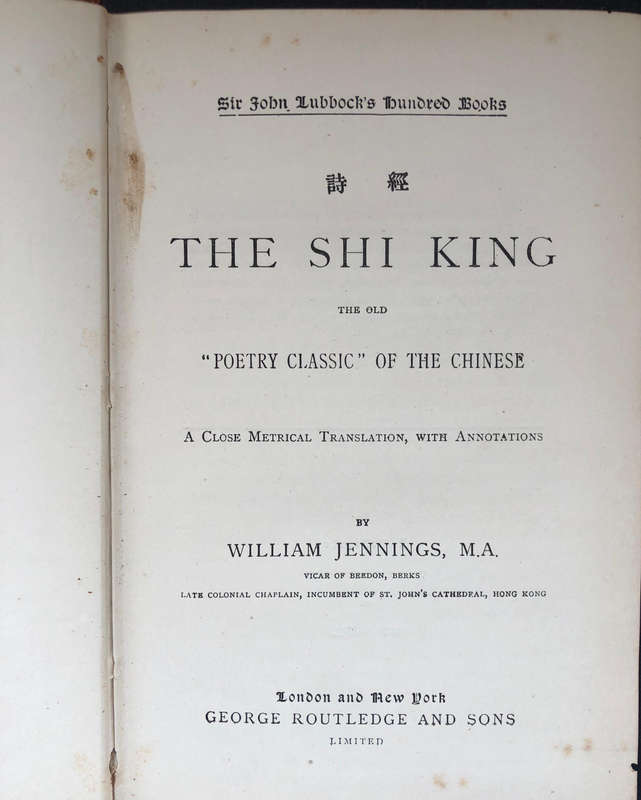 Sir John Lubbock's Hundred Books
詩 經
THE SHI KING
THE OLD
"POETRY CLASSIC" OF THE CHINESE
A CLOSE METRICAL TRANSLATION, WITH ANNOTATIONS
BY
WILLIAM JENNINGS, M.A.
VICAR OF BEEDON, BERKS
LATE COLONIAL CHAPLAIN, INCUMBENT OF ST. JOHN'S CATHEDRAL, HONG KONG
London and New York
GEORGE ROUTLEDGE AND SONS
LIMITED